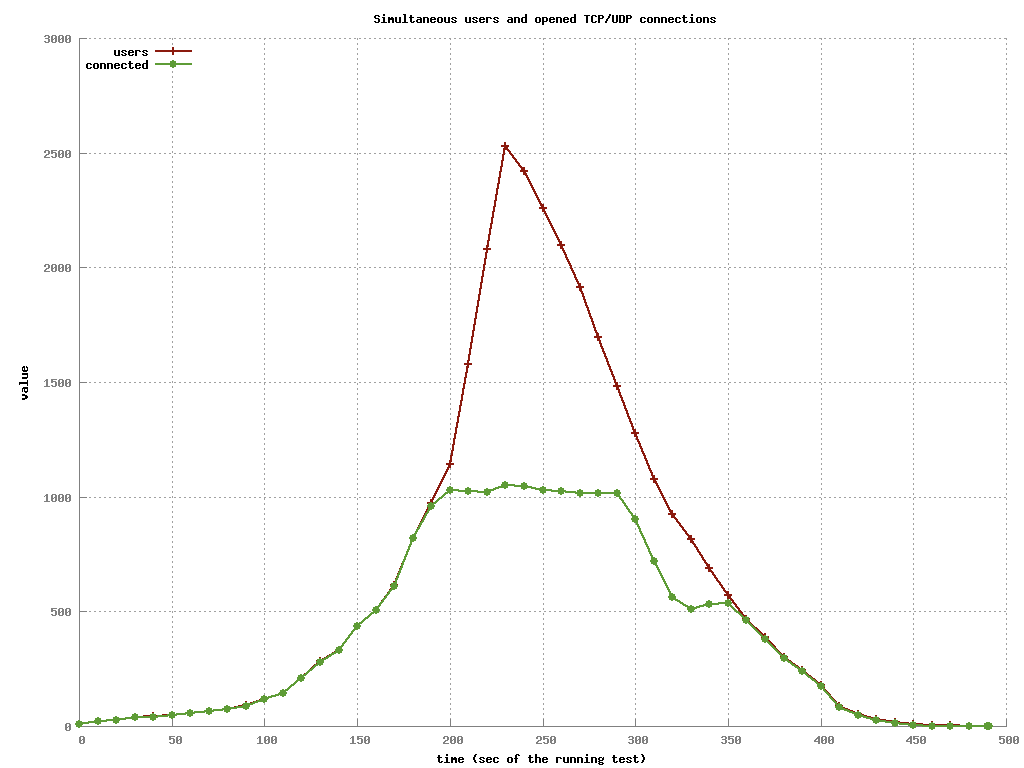 Simultaneous users and opened TCP/UDP connections
3000
users
connected
2500
2000
1500
value
1000
500
0
0 50 100 150 200 250 300 350 400 450 500
time (sec of the running test)